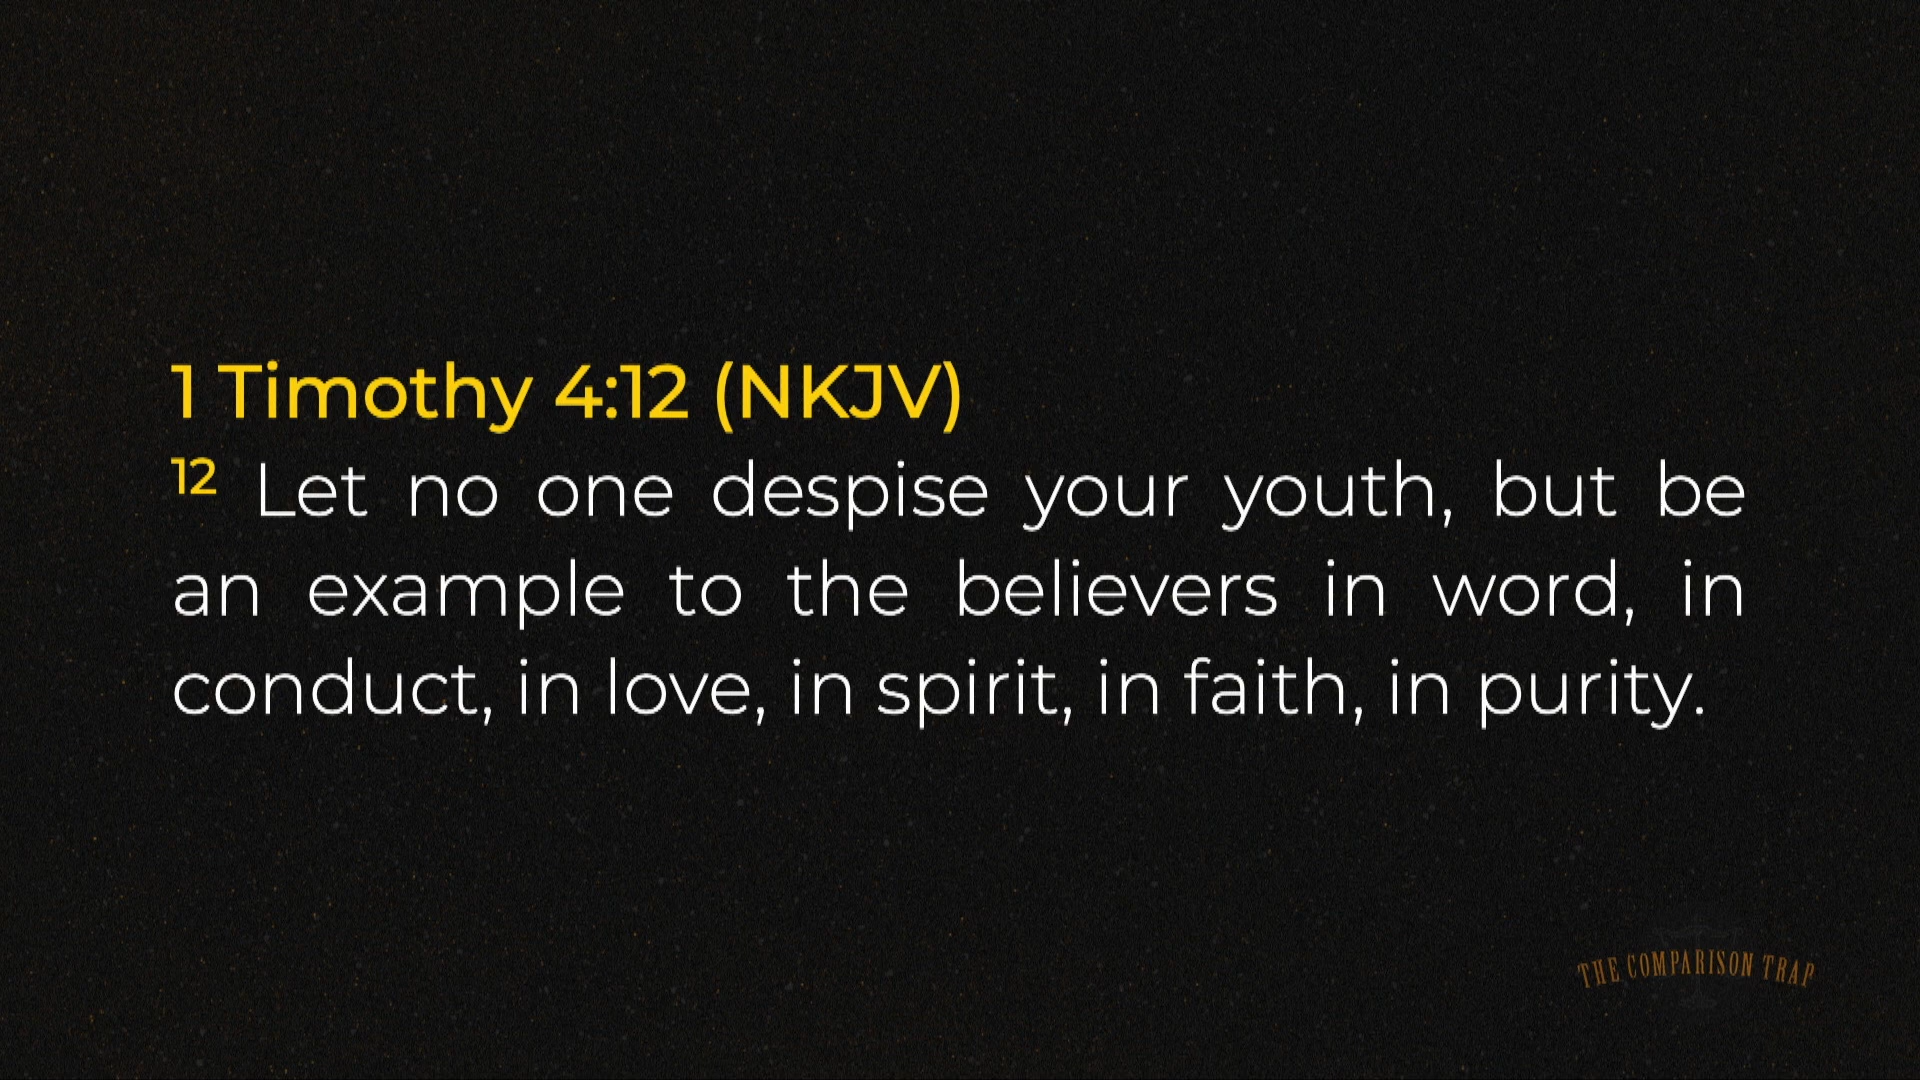 1 Timothy 4:12 (NKJV)
12 Let no one despise your youth, but be
an example to the believers in word, in
conduct, in love, in spirit, in faith, in purity.
THE COMPARISON TRAP